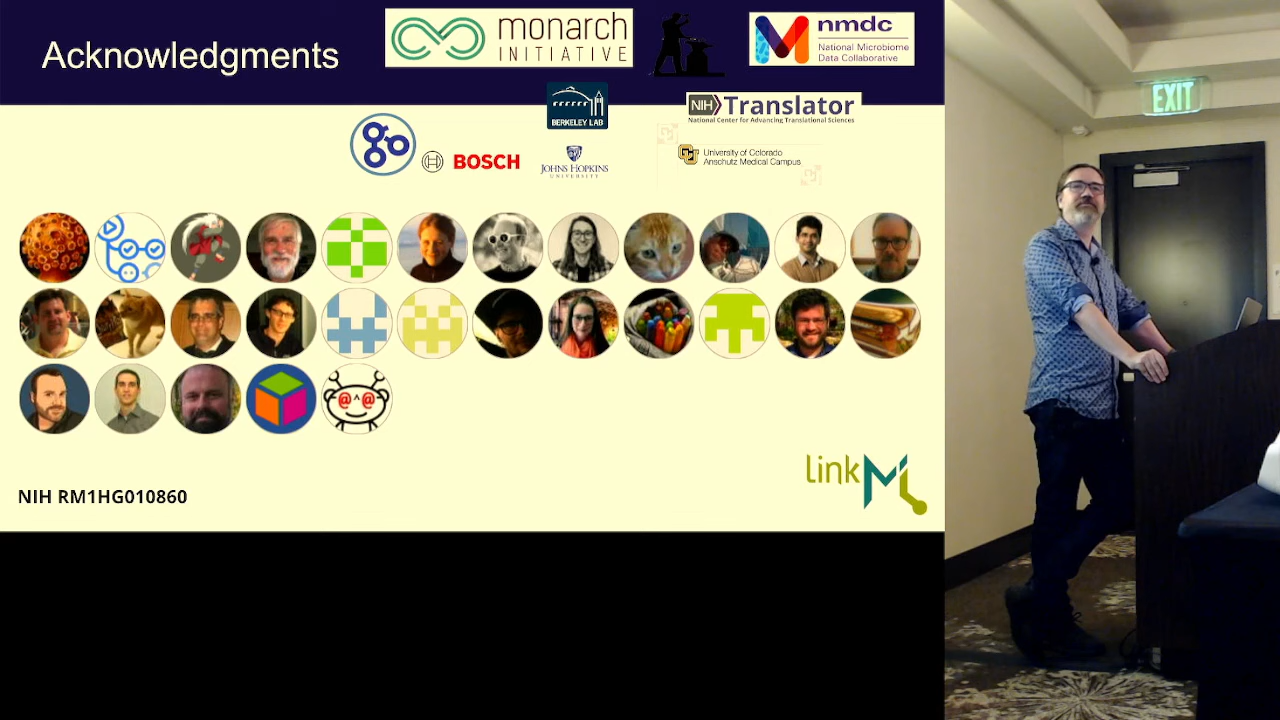 Acknowledgments
monarch
INITIATIVE
nmdc
National Microbiome
Data Collaborative
BERKELEY LAB
NIH Translator
National Center for Advancing Translational Sciences
go
BOSCH
JOHNS HOPKINS
UNIVERSITY
University of Colorado
Anschutz Medical Campus
@ @
NIH RM1HG010860
linkML
EXIT